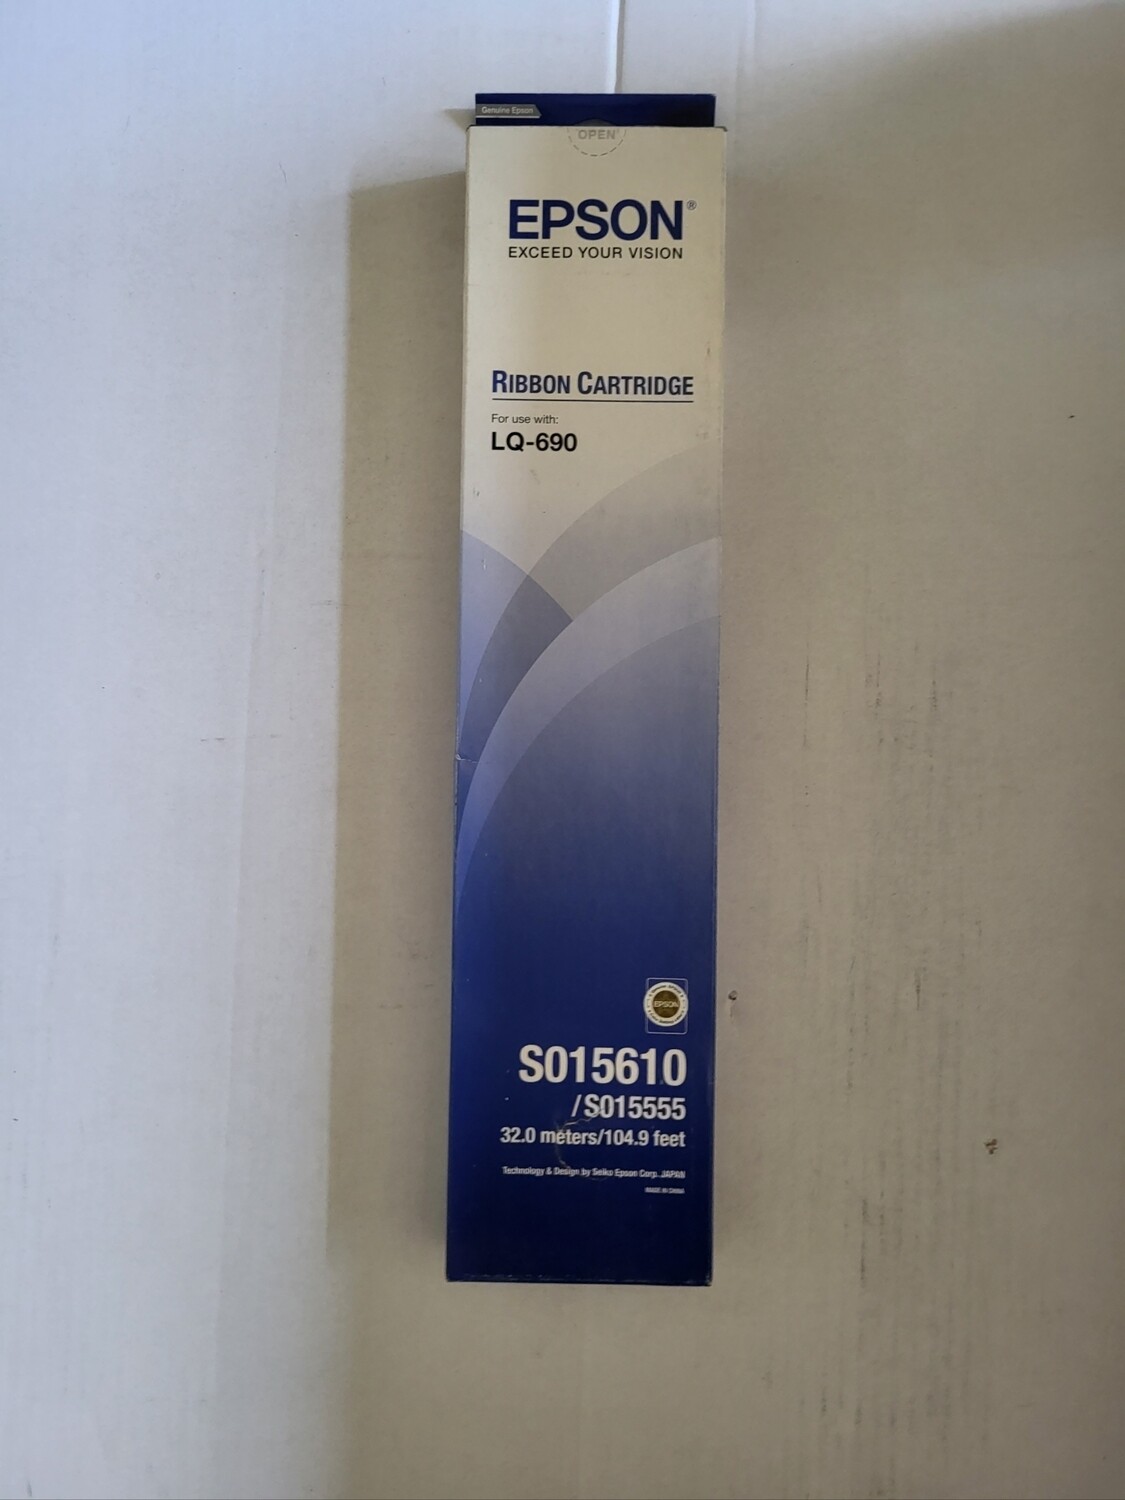 Genuine Epson
OPEN
EPSON®
EXCEED YOUR VISION
RIBBON CARTRIDGE
For use with:
LQ-690
EPSON
S015610
/S015555
32.0 meters/104.9 feet
Technology & Design by Seiko Epson Corp. JAPAN
MADE IN CHINA